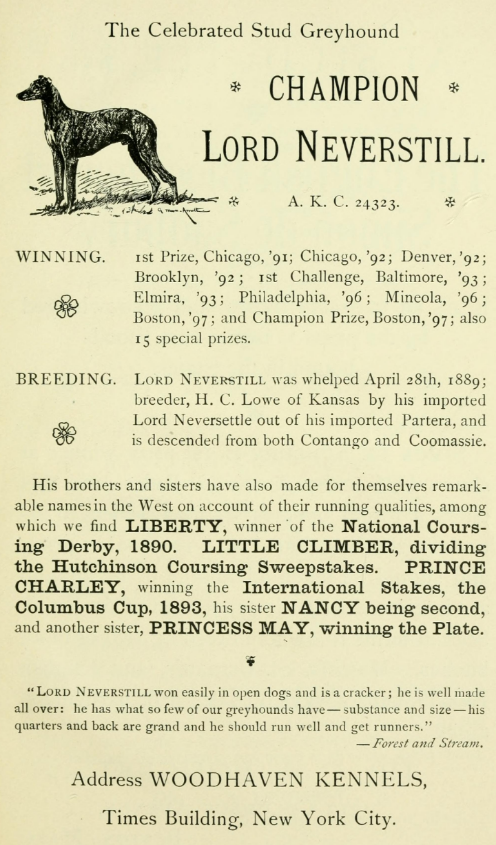 The Celebrated Stud Greyhound
CHAMPION
LORD NEVERSTILL.
A. K. C. 24323.
WINNING. 1st Prize, Chicago, '91; Chicago, '92; Denver, '92;
Brooklyn, '92; 1st Challenge, Baltimore, '93;
Elmira, '93; Philadelphia, '96; Mineola, '96;
Boston, '97; and Champion Prize, Boston, '97; also
15 special prizes.
BREEDING. LORD NEVERSTILL was whelped April 28th, 1889;
breeder, H. C. Lowe of Kansas by his imported
Lord Neversettle out of his imported Partera, and
is descended from both Contango and Coomassie.
His brothers and sisters have also made for themselves remark-
able names in the West on account of their running qualities, among
which we find LIBERTY, winner of the National Cours-
ing Derby, 1890. LITTLE CLIMBER, dividing
the Hutchinson Coursing Sweepstakes. PRINCE
CHARLEY, winning the International Stakes, the
Columbus Cup, 1893, his sister NANCY being second,
and another sister, PRINCESS MAY, winning the Plate.
"LORD NEVERSTILL won easily in open dogs and is a cracker; he is well made
all over: he has what so few of our greyhounds have—substance and size—his
quarters and back are grand and he should run well and get runners."
—Forest and Stream.
Address WOODHAVEN KENNELS,
Times Building, New York City.